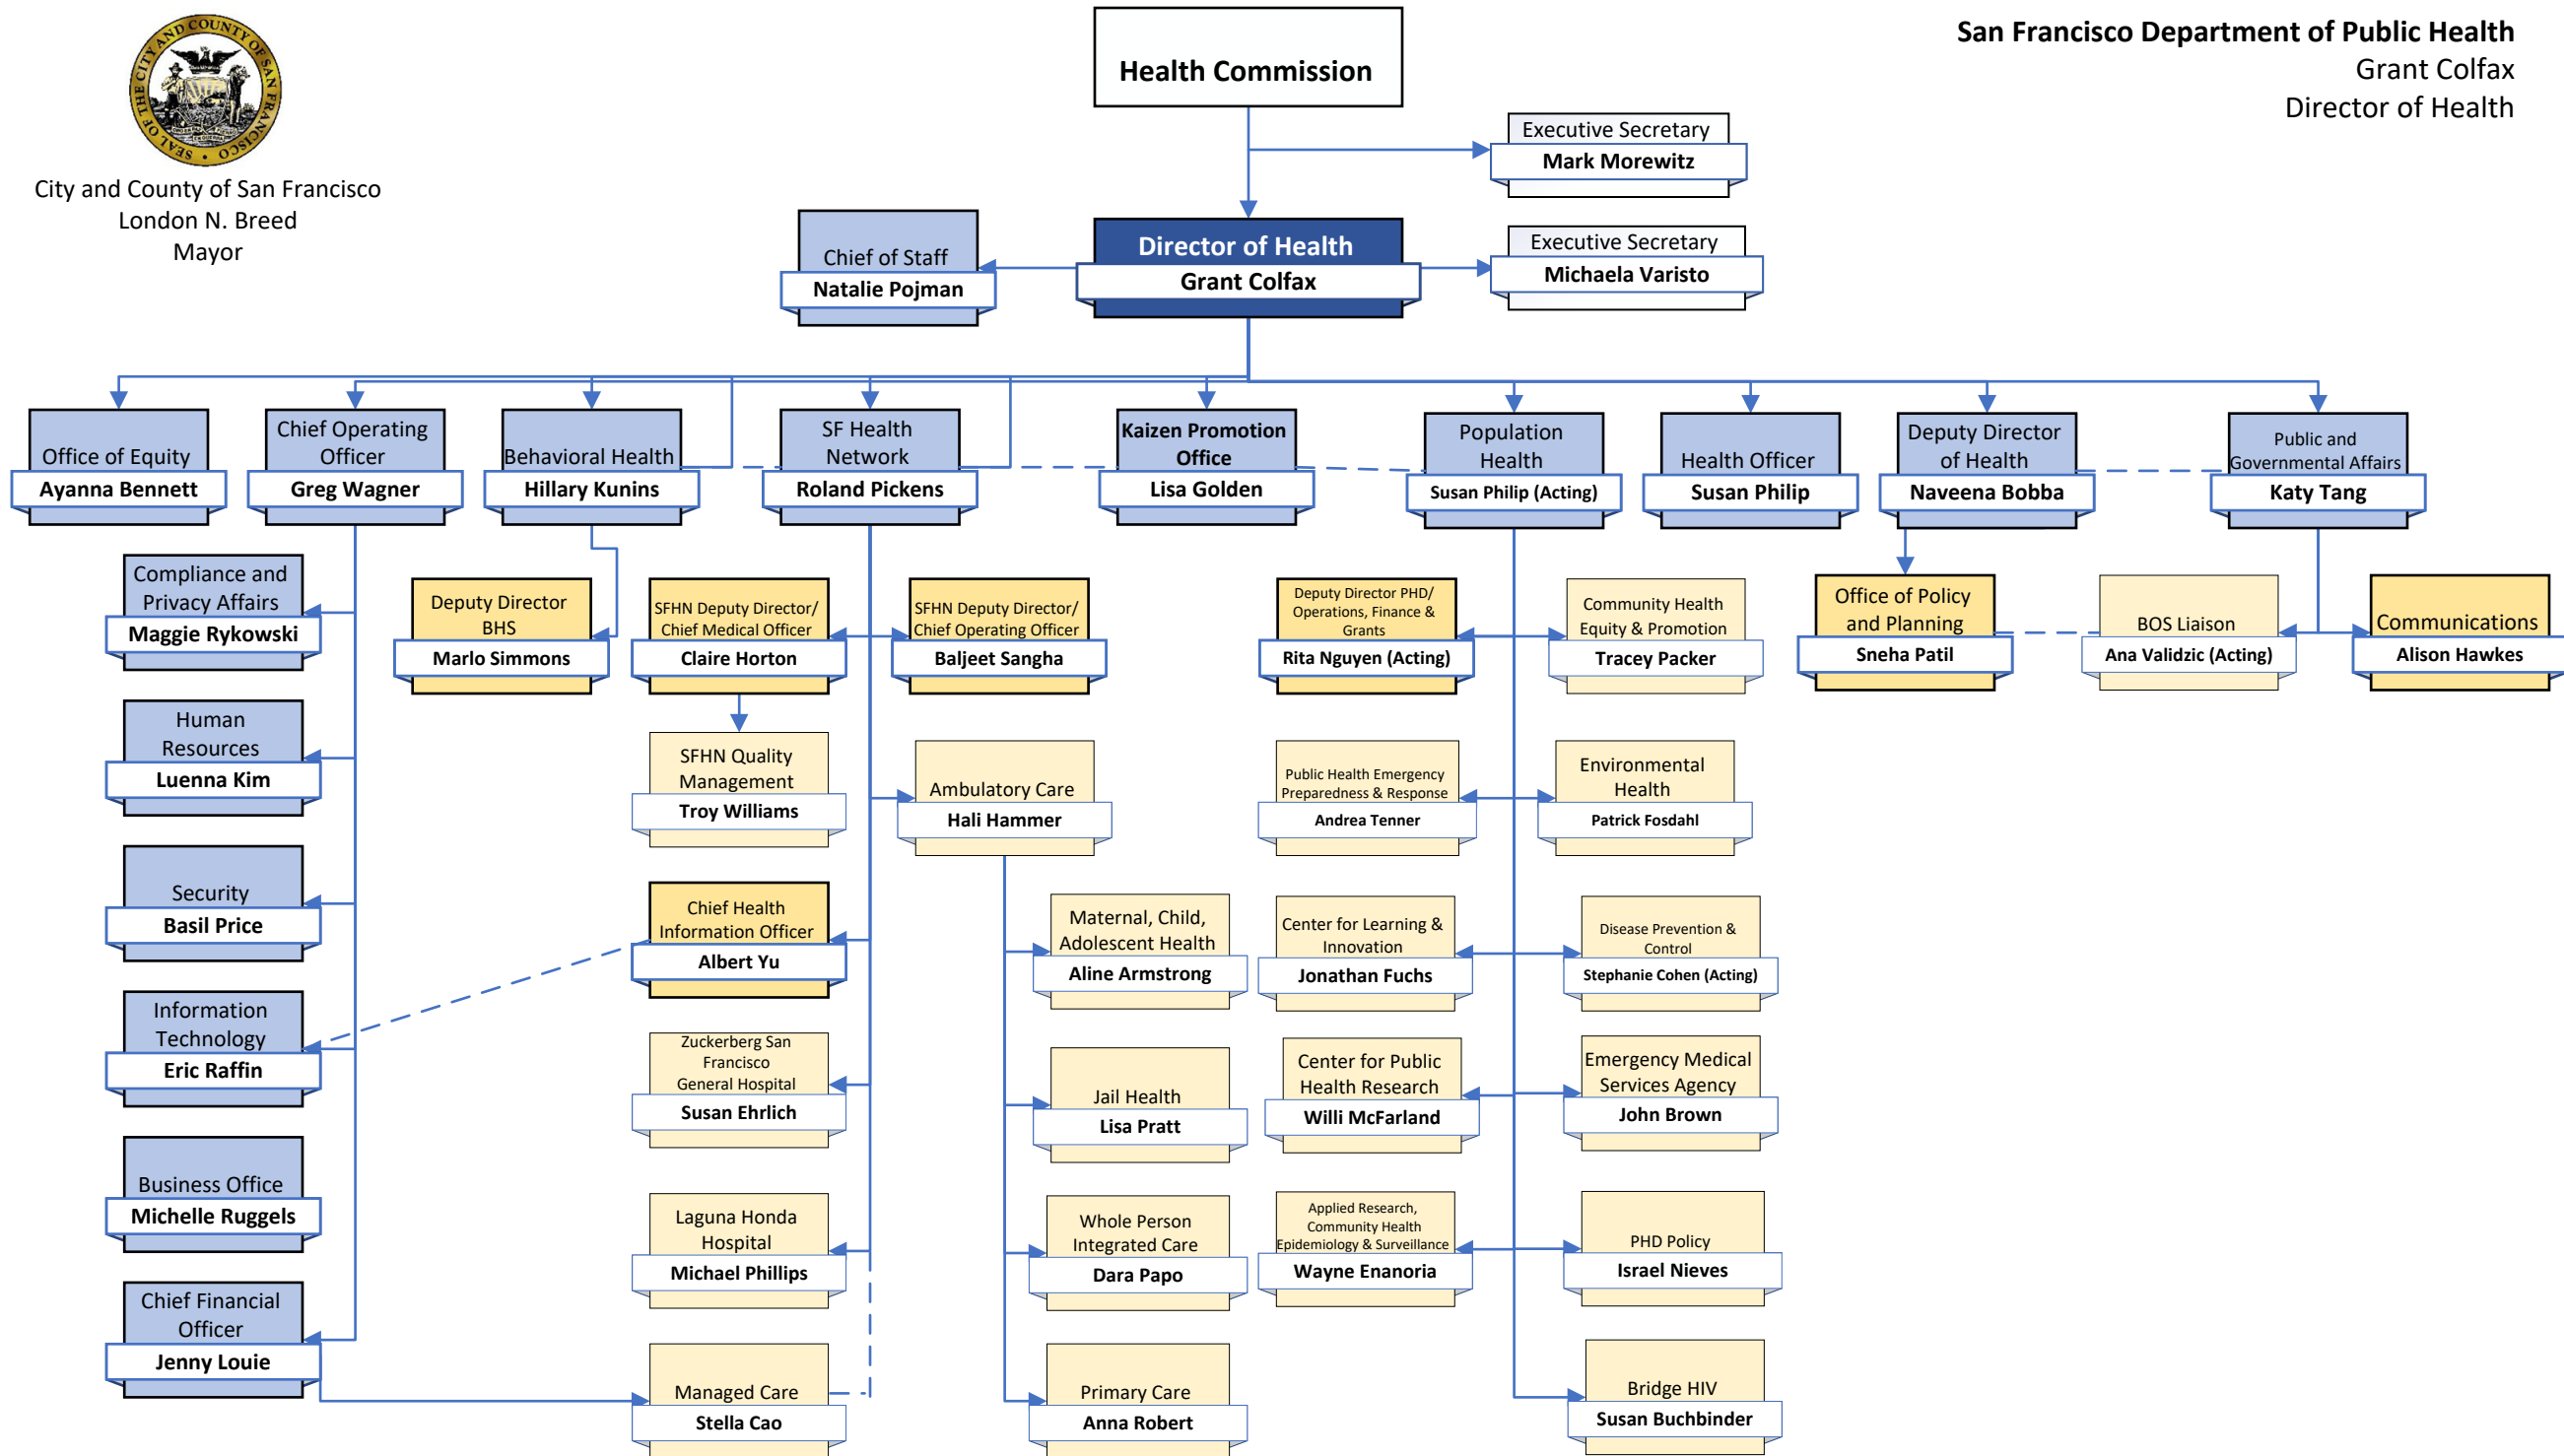 SEAL OF THE CITY AND COUNTY OF SAN FRANCISCO
City and County of San Francisco
London N. Breed
Mayor
San Francisco Department of Public Health
Grant Colfax
Director of Health
Health Commission
Executive Secretary
Mark Morewitz
Chief of Staff
Natalie Pojman
Director of Health
Grant Colfax
Executive Secretary
Michaela Varisto
Office of Equity
Ayanna Bennett
Chief Operating
Officer
Greg Wagner
Behavioral Health
Hillary Kunins
SF Health
Network
Roland Pickens
Kaizen Promotion
Office
Lisa Golden
Population
Health
Susan Philip (Acting)
Health Officer
Susan Philip
Deputy Director
of Health
Naveena Bobba
Public and
Governmental Affairs
Katy Tang
Compliance and
Privacy Affairs
Maggie Rykowski
Deputy Director
BHS
Marlo Simmons
SFHN Deputy Director/
Chief Medical Officer
Claire Horton
SFHN Deputy Director/
Chief Operating Officer
Baljeet Sangha
Deputy Director PHD/
Operations, Finance &
Grants
Rita Nguyen (Acting)
Community Health
Equity & Promotion
Tracey Packer
Office of Policy
and Planning
Sneha Patil
BOS Liaison
Ana Validzic (Acting)
Communications
Alison Hawkes
Human
Resources
Luenna Kim
SFHN Quality
Management
Troy Williams
Ambulatory Care
Hali Hammer
Public Health Emergency
Preparedness & Response
Andrea Tenner
Environmental
Health
Patrick Fosdahl
Security
Basil Price
Chief Health
Information Officer
Albert Yu
Maternal, Child,
Adolescent Health
Aline Armstrong
Center for Learning &
Innovation
Jonathan Fuchs
Disease Prevention &
Control
Stephanie Cohen (Acting)
Information
Technology
Eric Raffin
Zuckerberg San
Francisco
General Hospital
Susan Ehrlich
Jail Health
Lisa Pratt
Center for Public
Health Research
Willi McFarland
Emergency Medical
Services Agency
John Brown
Business Office
Michelle Ruggels
Laguna Honda
Hospital
Michael Phillips
Whole Person
Integrated Care
Dara Papo
Applied Research,
Community Health
Epidemiology & Surveillance
Wayne Enanoria
PHD Policy
Israel Nieves
Chief Financial
Officer
Jenny Louie
Managed Care
Stella Cao
Primary Care
Anna Robert
Bridge HIV
Susan Buchbinder